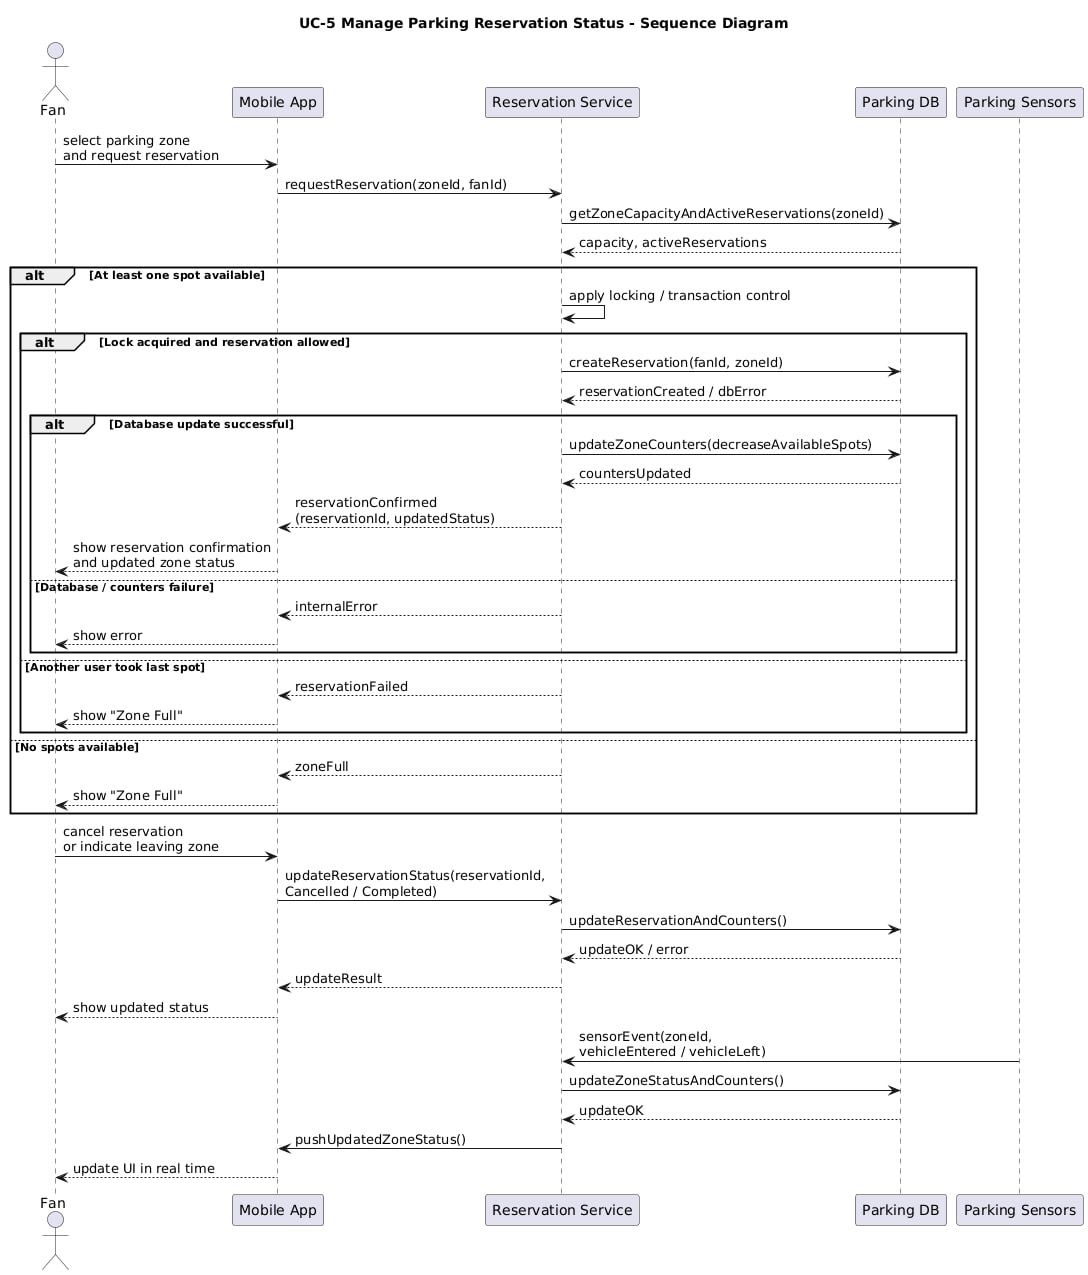 UC-5 Manage Parking Reservation Status - Sequence Diagram
Fan
Mobile App
Reservation Service
Parking DB
Parking Sensors
select parking zone
and request reservation
requestReservation(zoneId, fanId)
getZoneCapacityAndActiveReservations(zoneId)
capacity, activeReservations
alt
[At least one spot available]
apply locking / transaction control
alt
[Lock acquired and reservation allowed]
createReservation(fanId, zoneId)
reservationCreated / dbError
alt
[Database update successful]
updateZoneCounters(decreaseAvailableSpots)
countersUpdated
reservationConfirmed
(reservationId, updatedStatus)
show reservation confirmation
and updated zone status
[Database / counters failure]
internalError
show error
[Another user took last spot]
reservationFailed
show "Zone Full"
[No spots available]
zoneFull
show "Zone Full"
cancel reservation
or indicate leaving zone
updateReservationStatus(reservationId,
Cancelled / Completed)
updateReservationAndCounters()
updateOK / error
updateResult
show updated status
sensorEvent(zoneId,
vehicleEntered / vehicleLeft)
updateZoneStatusAndCounters()
updateOK
pushUpdatedZoneStatus()
update UI in real time
Fan
Mobile App
Reservation Service
Parking DB
Parking Sensors